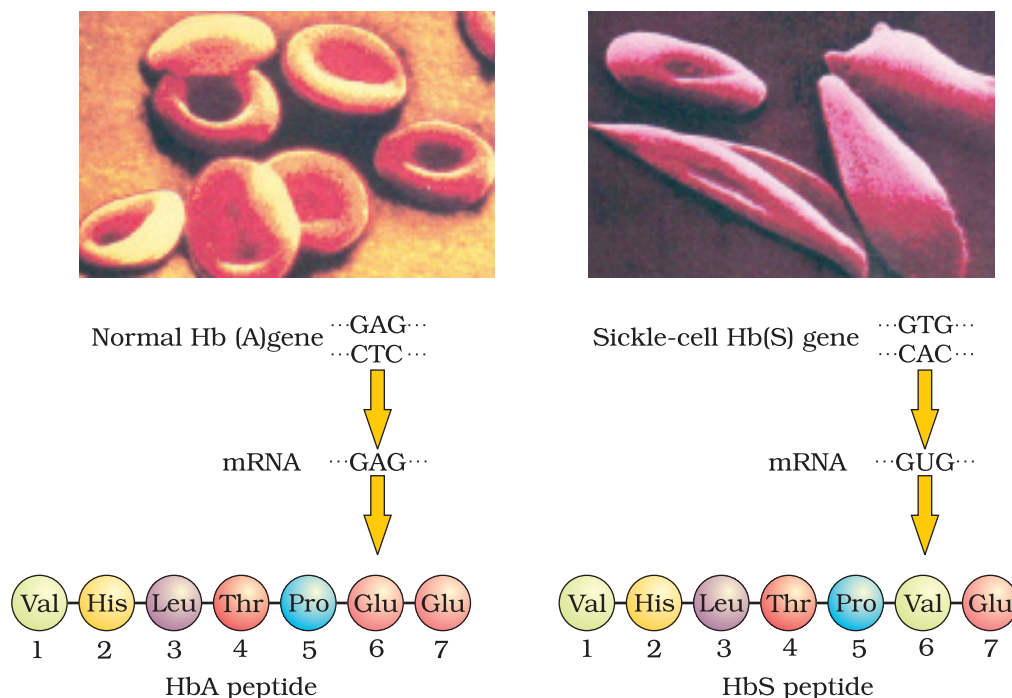 Normal Hb (A)gene
···GAG···
···CTC···
mRNA ···GAG···
Val His Leu Thr Pro Glu Glu
1 2 3 4 5 6 7
HbA peptide
Sickle-cell Hb(S) gene
···GTG···
···CAC···
mRNA ···GUG···
Val His Leu Thr Pro Val Glu
1 2 3 4 5 6 7
HbS peptide